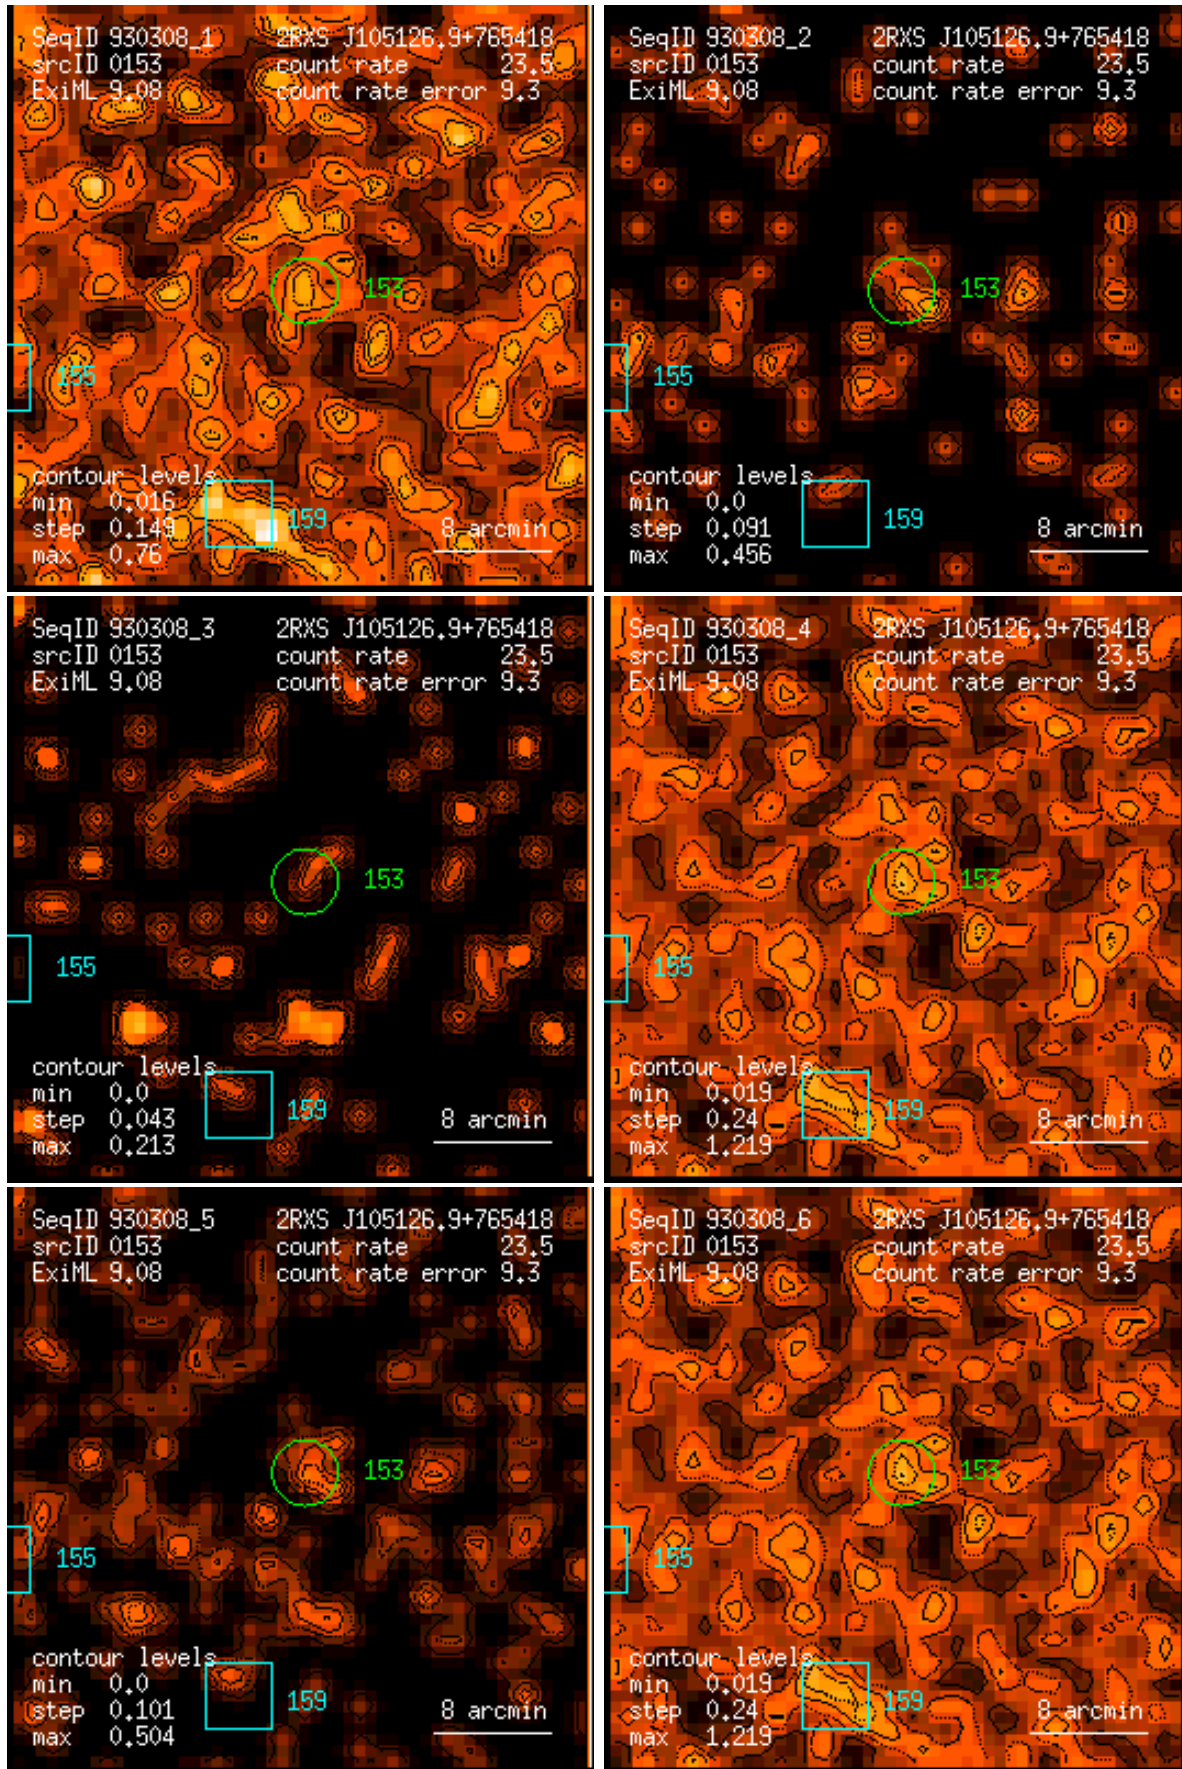 SeqID 930308_1 2RXS J105126.9+765418
srcID 0153 count rate 23.5
ExiML 9.08 count rate error 9.3
153
155
contour levels
min 0.016
step 0.149 159 8 arcmin
max 0.76
SeqID 930308_2 2RXS J105126.9+765418
srcID 0153 count rate 23.5
ExiML 9.08 count rate error 9.3
153
155
contour levels
min 0.0
step 0.091 159 8 arcmin
max 0.456
SeqID 930308_3 2RXS J105126.9+765418
srcID 0153 count rate 23.5
ExiML 9.08 count rate error 9.3
153
155
contour levels
min 0.0
step 0.043 159 8 arcmin
max 0.213
SeqID 930308_4 2RXS J105126.9+765418
srcID 0153 count rate 23.5
ExiML 9.08 count rate error 9.3
153
155
contour levels
min 0.019
step 0.24 159 8 arcmin
max 1.219
SeqID 930308_5 2RXS J105126.9+765418
srcID 0153 count rate 23.5
ExiML 9.08 count rate error 9.3
153
155
contour levels
min 0.0
step 0.101 159 8 arcmin
max 0.504
SeqID 930308_6 2RXS J105126.9+765418
srcID 0153 count rate 23.5
ExiML 9.08 count rate error 9.3
153
155
contour levels
min 0.019
step 0.24 159 8 arcmin
max 1.219